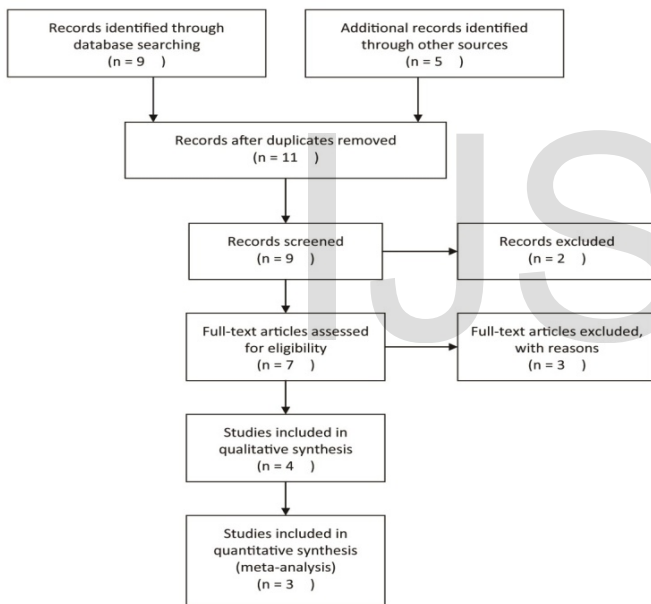 Records identified through
database searching
(n = 9 )
Additional records identified
through other sources
(n = 5 )
Records after duplicates removed
(n = 11 )
Records screened
(n = 9 )
Records excluded
(n = 2 )
Full-text articles assessed
for eligibility
(n = 7 )
Full-text articles excluded,
with reasons
(n = 3 )
Studies included in
qualitative synthesis
(n = 4 )
Studies included in
quantitative synthesis
(meta-analysis)
(n = 3 )
IJS